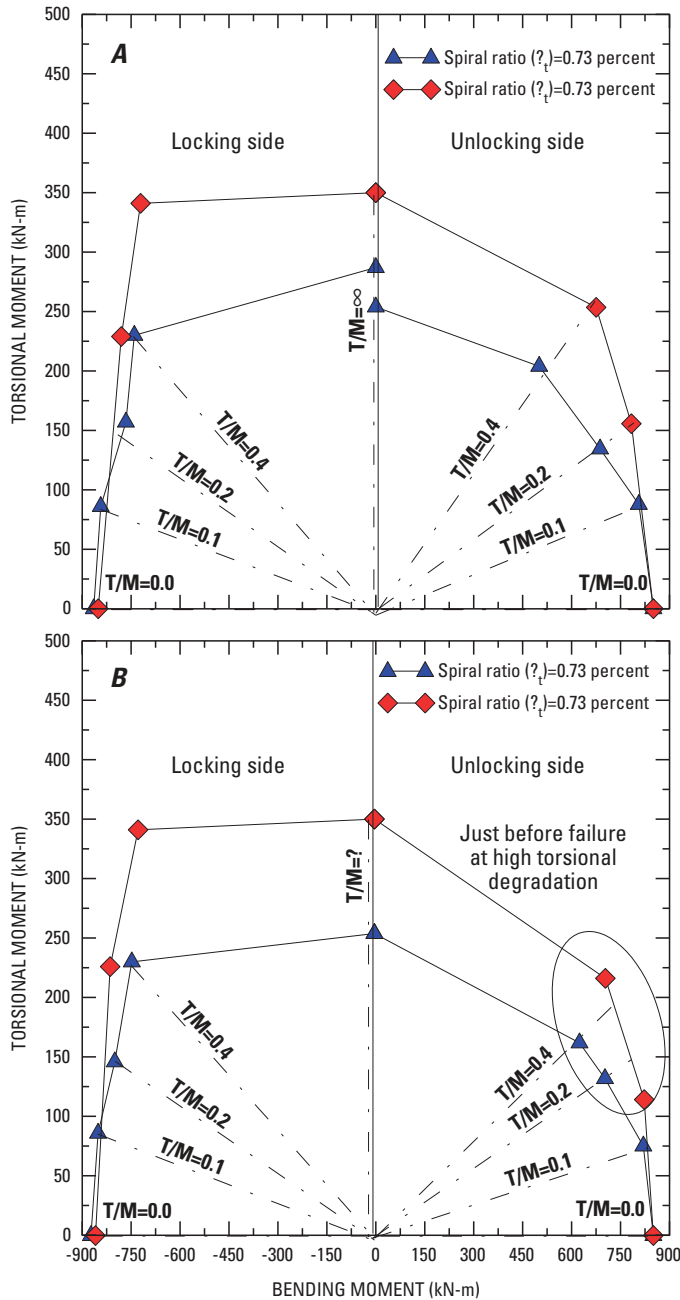 500
450
400
350
300
250
200
150
100
50
0
TORSIONAL MOMENT (kN-m)
A
Spiral ratio (?t)=0.73 percent
Spiral ratio (?t)=0.73 percent
Locking side
Unlocking side
T/M=∞
T/M=0.4
T/M=0.2
T/M=0.1
T/M=0.0
T/M=0.4
T/M=0.2
T/M=0.1
T/M=0.0
500
450
400
350
300
250
200
150
100
50
0
TORSIONAL MOMENT (kN-m)
B
Spiral ratio (?t)=0.73 percent
Spiral ratio (?t)=0.73 percent
Locking side
Unlocking side
Just before failure
at high torsional
degradation
T/M=?
T/M=0.4
T/M=0.2
T/M=0.1
T/M=0.0
T/M=0.4
T/M=0.2
T/M=0.1
T/M=0.0
-900 -750 -600 -450 -300 -150 0 150 300 450 600 750 900
BENDING MOMENT (kN-m)